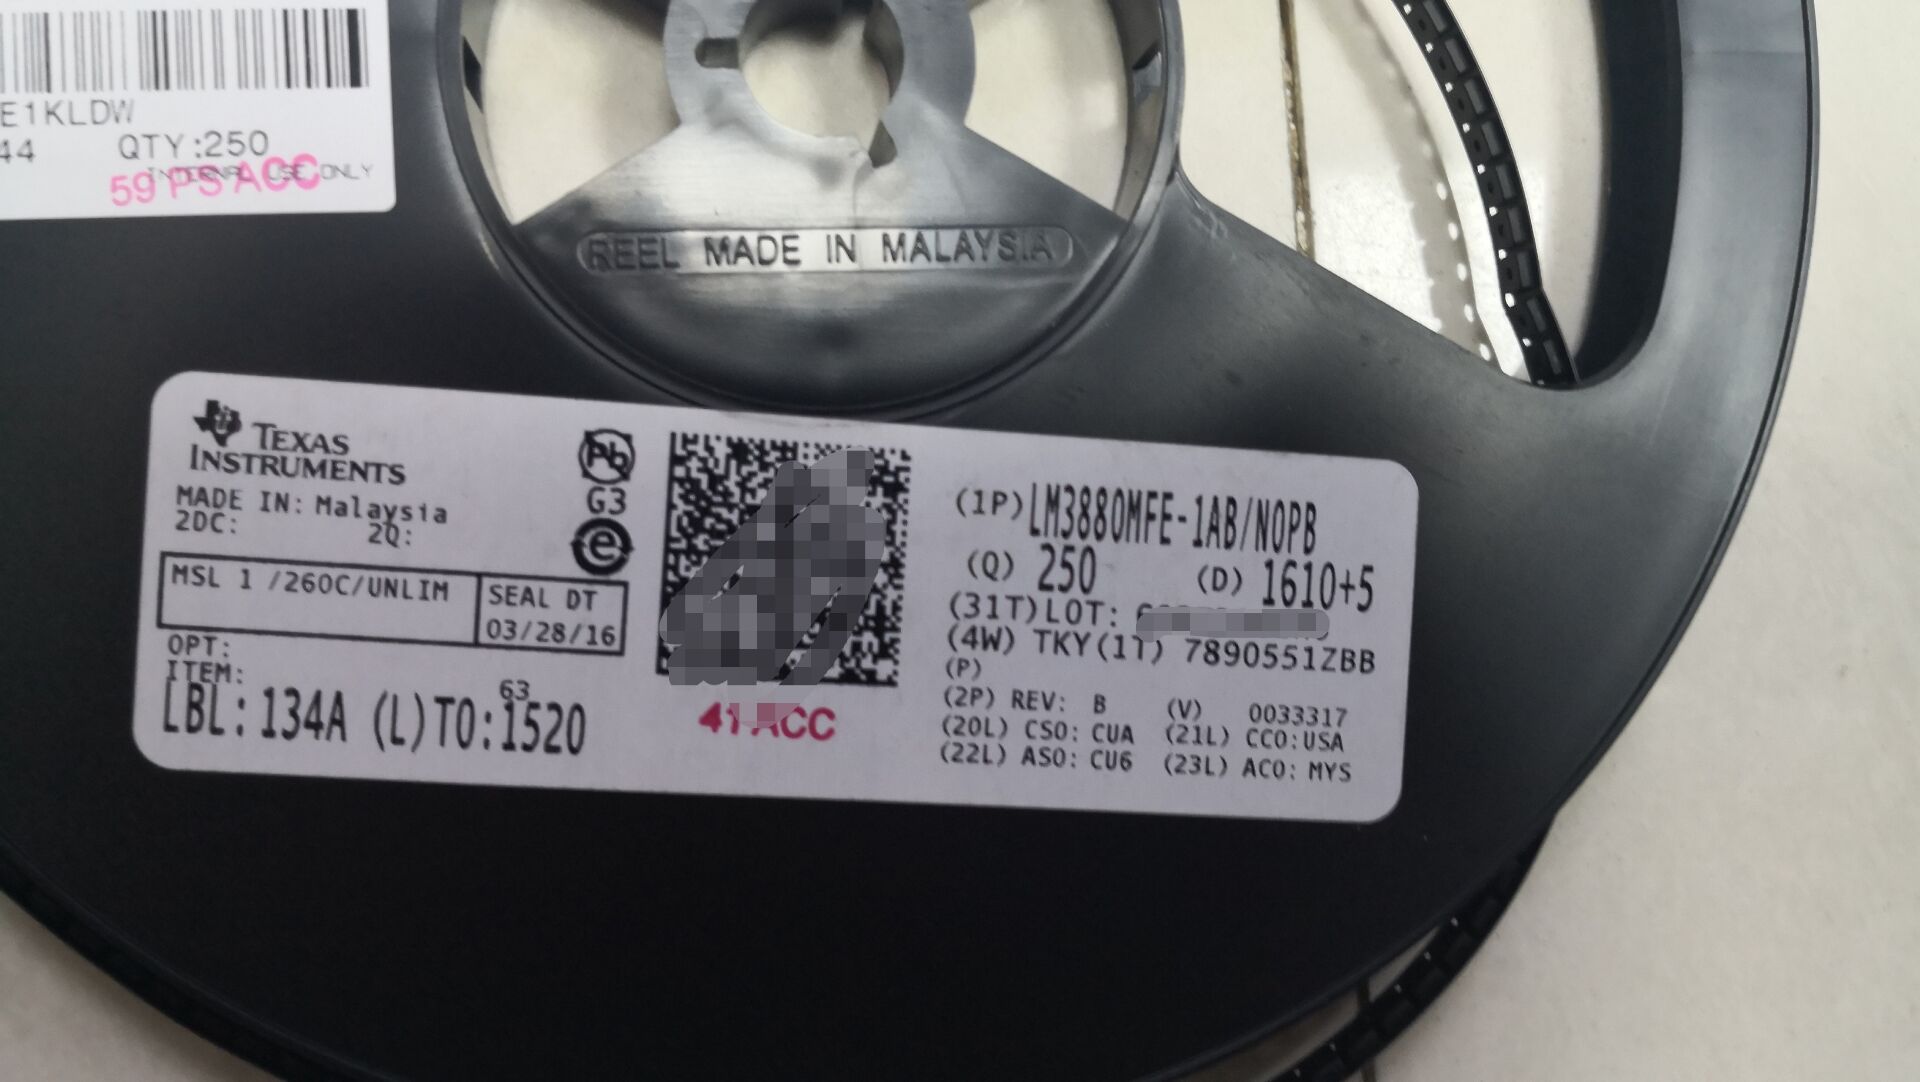 E1KLDW
44 QTY:250
INTERNAL USE ONLY
59 PS ACC
REEL MADE IN MALAYSIA
TEXAS
INSTRUMENTS
MADE IN: Malaysia
2DC: 2Q:
Pb
G3
e
MSL 1 /260C/UNLIM
SEAL DT
03/28/16
OPT:
ITEM:
63
LBL: 134A (L)TO:1520
ACC
(1P) LM3880MFE-1AB/NOPB
(Q) 250 (D) 1610+5
(31T)LOT:
(4W) TKY(1T) 7890551ZBB
(P)
(2P) REV: B (V) 0033317
(20L) CSO: CUA (21L) CCO:USA
(22L) ASO: CU6 (23L) ACO: MYS